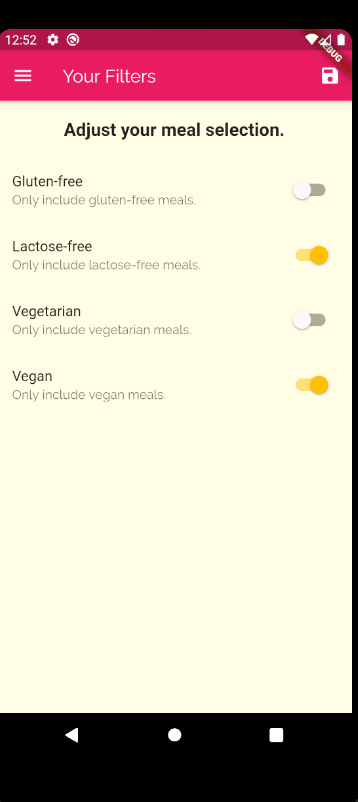 12:52
DEBUG
Your Filters
Adjust your meal selection.
Gluten-free
Only include gluten-free meals.
Lactose-free
Only include lactose-free meals.
Vegetarian
Only include vegetarian meals.
Vegan
Only include vegan meals.